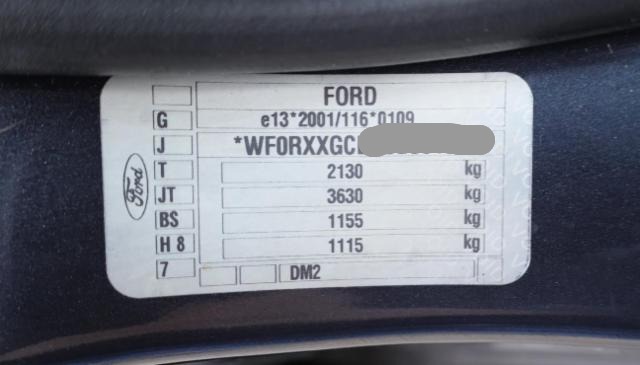 FORD
G e13*2001/116*0109
J *WF0RXXGC
T 2130 kg
JT 3630 kg
BS 1155 kg
H 8 1115 kg
7 DM2
Ford